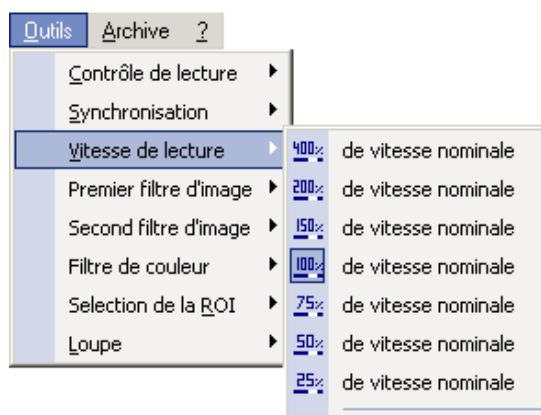 Outils Archive ?
Contrôle de lecture
Synchronisation
Vitesse de lecture
Premier filtre d'image
Second filtre d'image
Filtre de couleur
Selection de la ROI
Loupe
400% de vitesse nominale
200% de vitesse nominale
150% de vitesse nominale
100% de vitesse nominale
75% de vitesse nominale
50% de vitesse nominale
25% de vitesse nominale